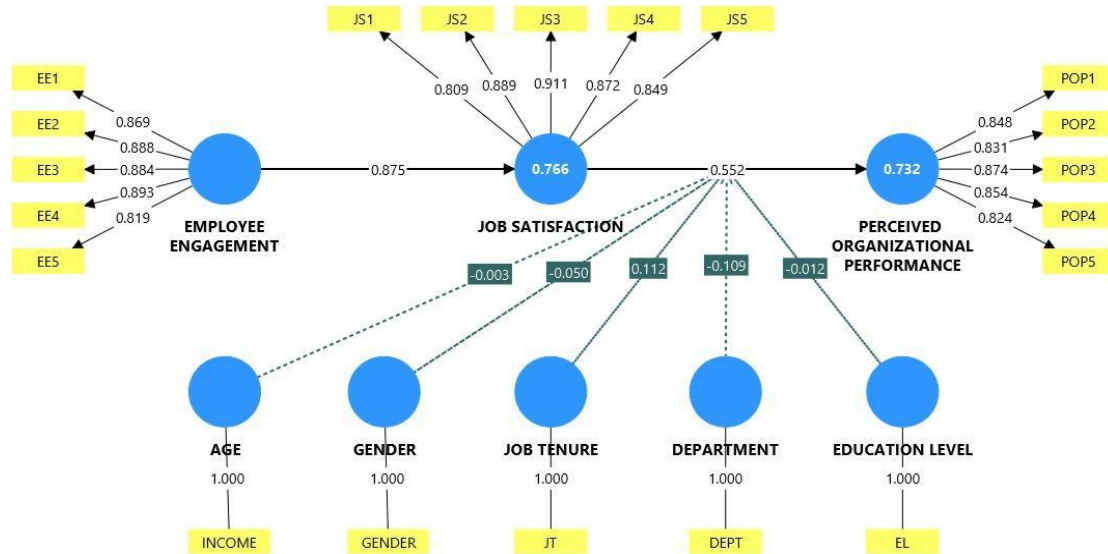 JS1
JS2
JS3
JS4
JS5
0.809
0.889
0.911
0.872
0.849
EE1
EE2
EE3
EE4
EE5
0.869
0.888
0.884
0.893
0.819
EMPLOYEE
ENGAGEMENT
0.875
0.766
JOB SATISFACTION
0.552
0.732
PERCEIVED
ORGANIZATIONAL
PERFORMANCE
0.848
0.831
0.874
0.854
0.824
POP1
POP2
POP3
POP4
POP5
-0.003
-0.050
0.112
-0.109
-0.012
AGE
GENDER
JOB TENURE
DEPARTMENT
EDUCATION LEVEL
1.000
1.000
1.000
1.000
1.000
INCOME
GENDER
JT
DEPT
EL